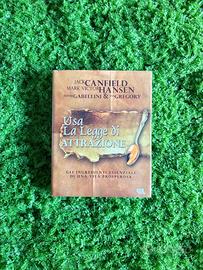 JACK
CANFIELD
MARK VICTOR
HANSEN
GABELLINI & GREGORY
Usa
La Legge di
ATTRAZIONE
GLI INGREDIENTI ESSENZIALI
DI UNA VITA PROSPEROSA